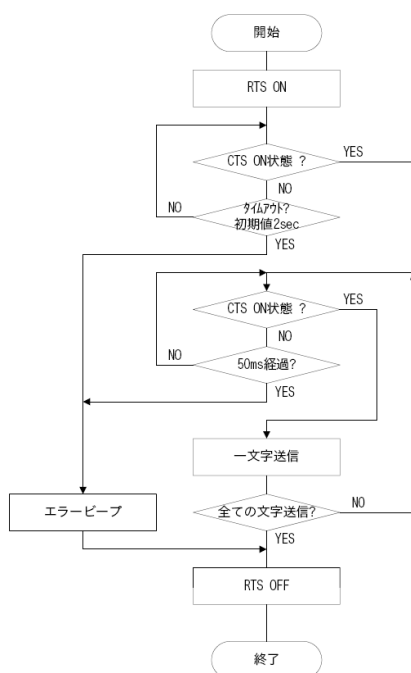 開始
RTS ON
CTS ON状態 ?
YES
NO
NO
ﾀｲﾑｱｳﾄ?
初期値2sec
YES
CTS ON状態 ?
YES
NO
NO
50ms経過?
YES
一文字送信
エラービープ
全ての文字送信?
NO
YES
RTS OFF
終了